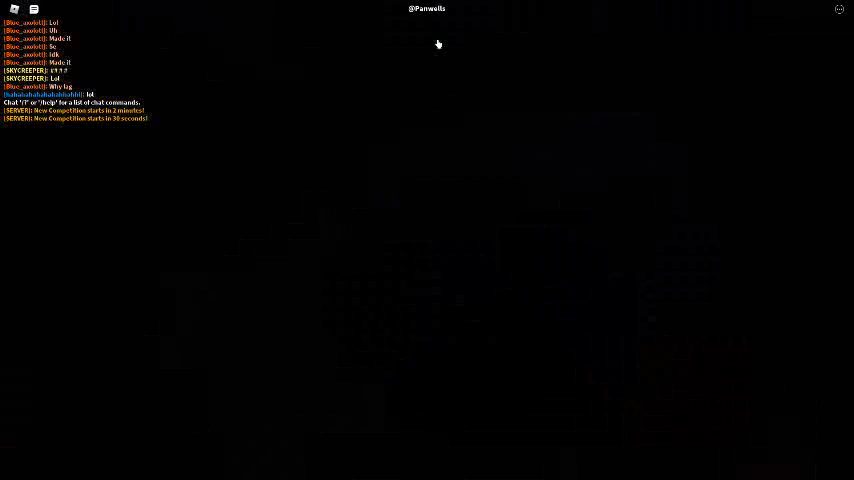 @Panwells
[Blue_axolotl]: Lol
[Blue_axolotl]: Uh
[Blue_axolotl]: Made it
[Blue_axolotl]: Se
[Blue_axolotl]: Idk
[Blue_axolotl]: Made it
[SKYCREEPER]: ####
[SKYCREEPER]: Lol
[Blue_axolotl]: Why lag
[hahahahahahahahhahh]: lol
Chat '/?' or '/help' for a list of chat commands.
[SERVER]: New Competition starts in 2 minutes!
[SERVER]: New Competition starts in 30 seconds!